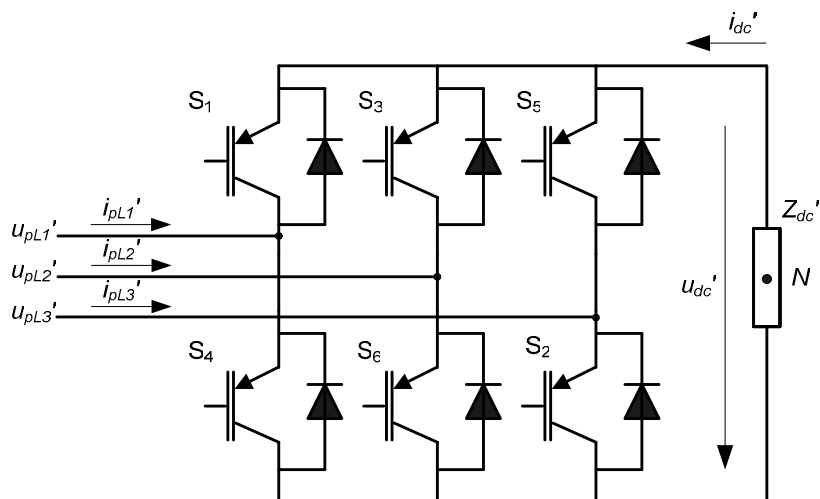 i_dc'
S₁
S₃
S₅
i_pL1'
u_pL1'
i_pL2'
u_pL2'
i_pL3'
u_pL3'
Z_dc'
N
u_dc'
S₄
S₆
S₂